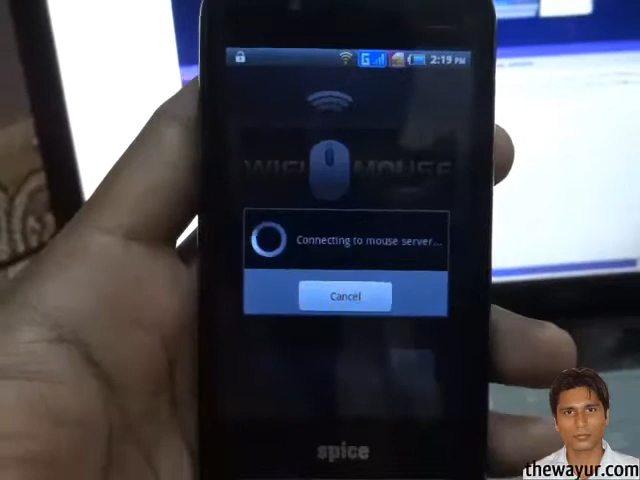 G 2:19 PM
WIFI MOUSE
Connecting to mouse server...
Cancel
spice
thewayur.com